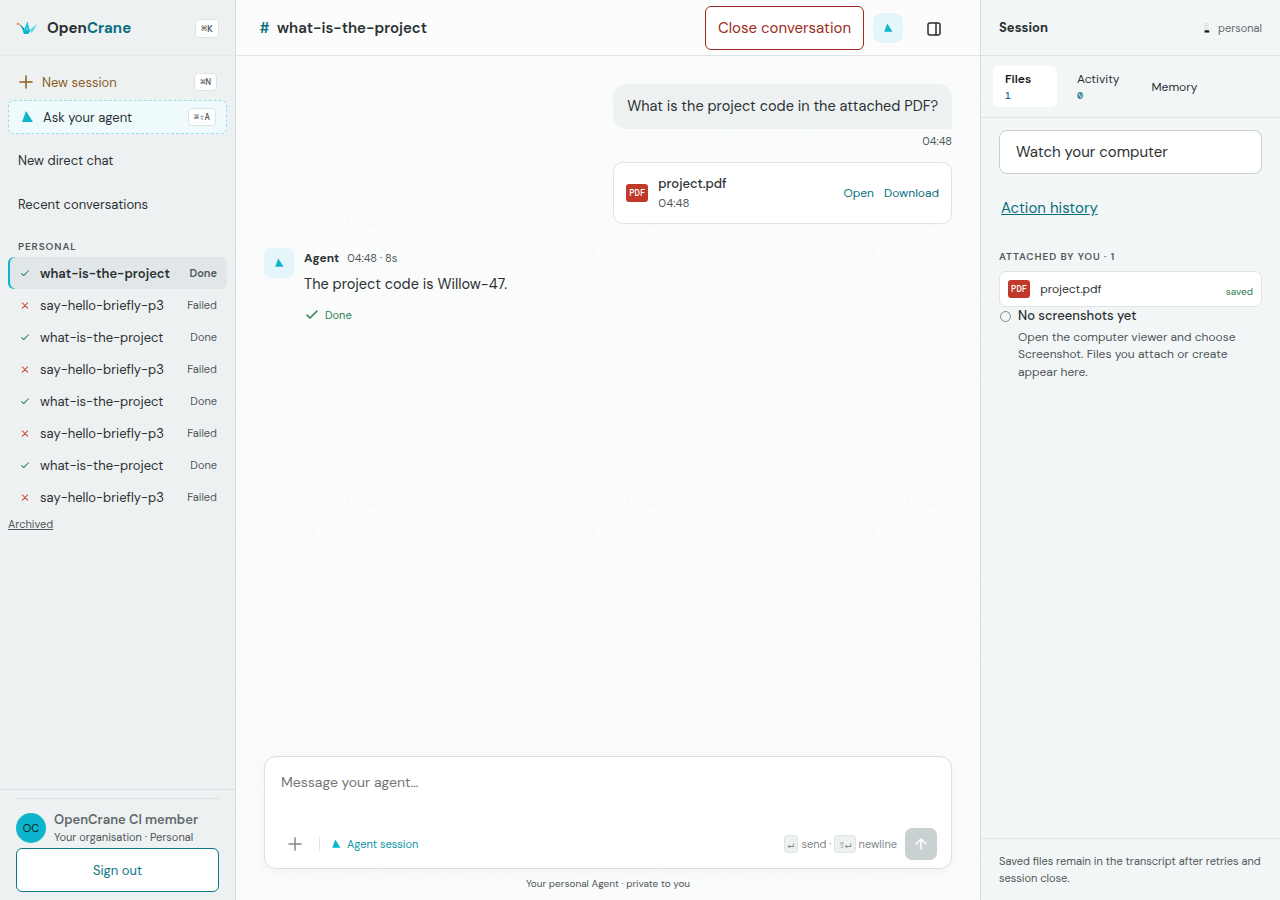 OpenCrane
⌘K
New session
⌘N
Ask your agent
⌘⇧A
New direct chat
Recent conversations
PERSONAL
what-is-the-project Done
say-hello-briefly-p3 Failed
what-is-the-project Done
say-hello-briefly-p3 Failed
what-is-the-project Done
say-hello-briefly-p3 Failed
what-is-the-project Done
say-hello-briefly-p3 Failed
Archived
OC
OpenCrane CI member
Your organisation · Personal
Sign out
# what-is-the-project
Close conversation
What is the project code in the attached PDF?
04:48
PDF
project.pdf
04:48
Open Download
Agent 04:48 · 8s
The project code is Willow-47.
Done
Message your agent…
Agent session
↵ send · ⇧↵ newline
Your personal Agent · private to you
Session
personal
Files
1
Activity
0
Memory
Watch your computer
Action history
ATTACHED BY YOU · 1
PDF project.pdf saved
No screenshots yet
Open the computer viewer and choose
Screenshot. Files you attach or create
appear here.
Saved files remain in the transcript after retries and
session close.